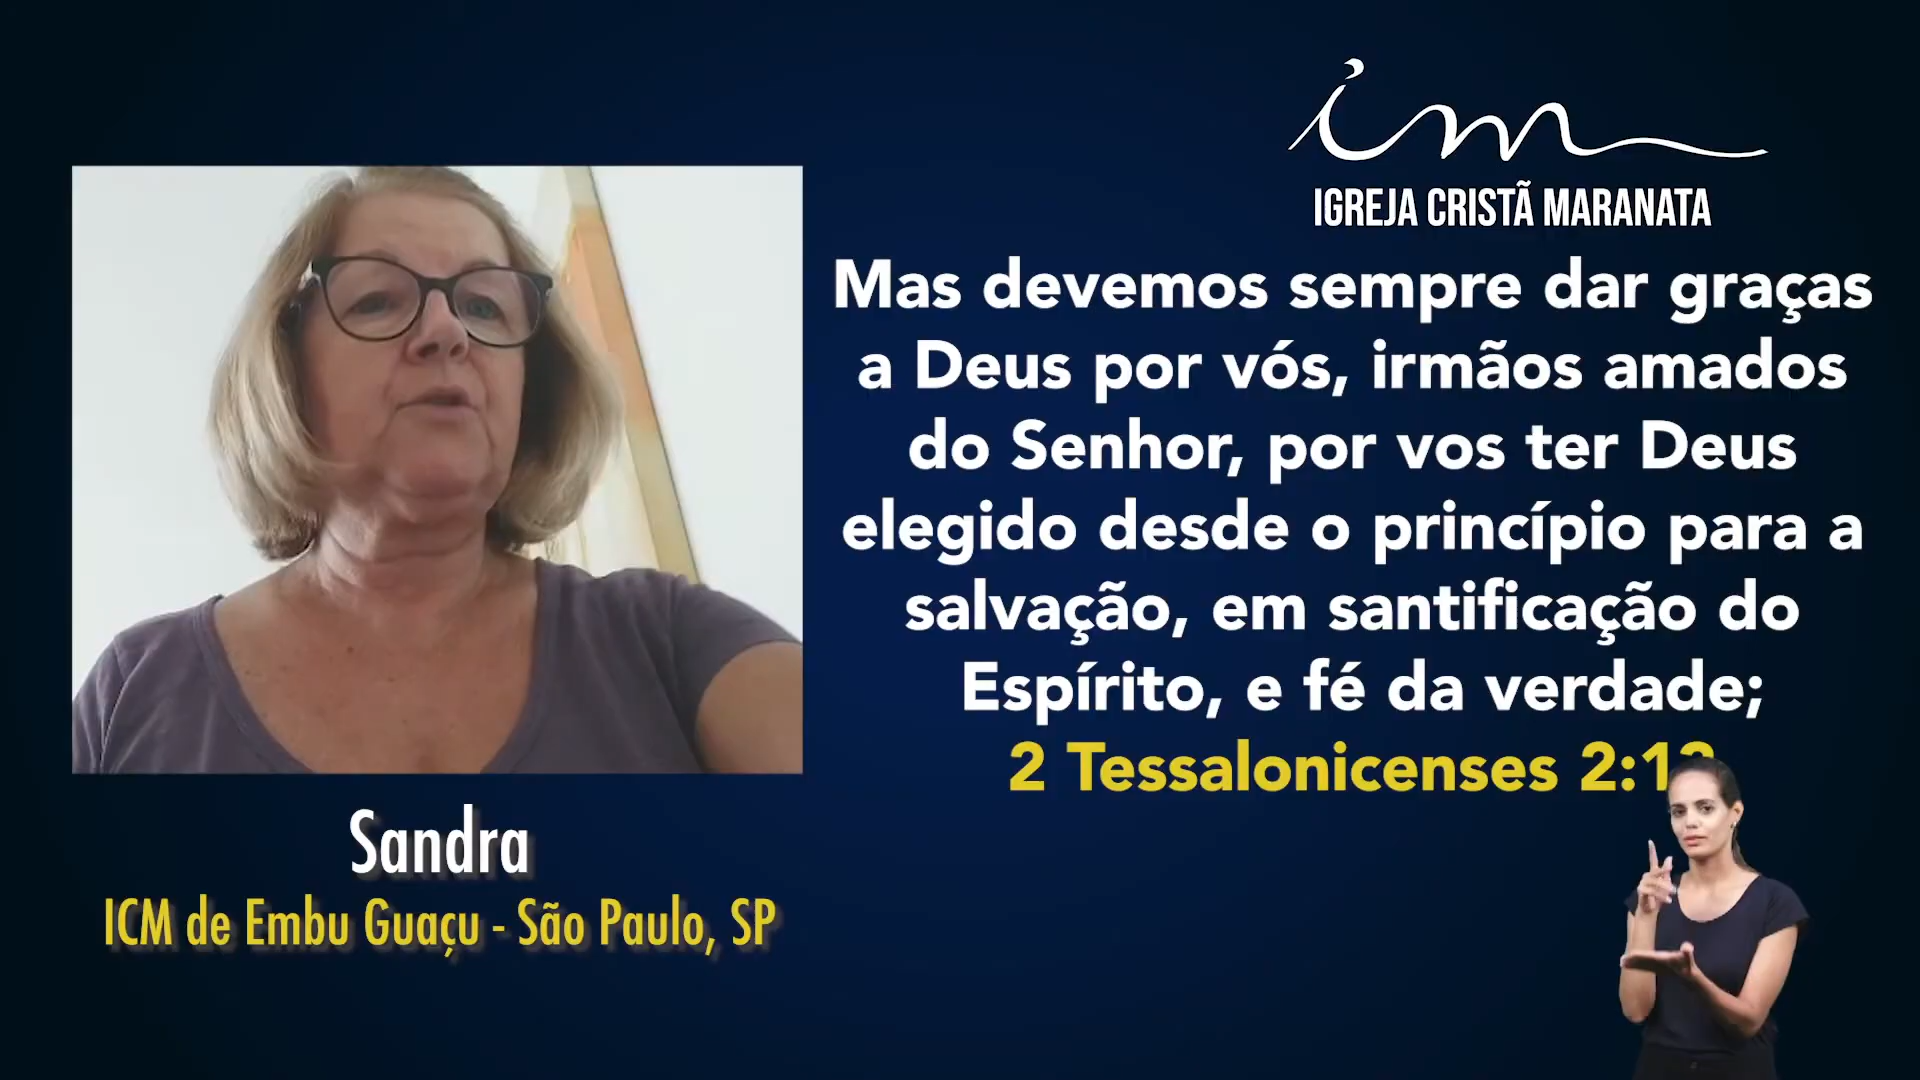 icm
IGREJA CRISTÃ MARANATA
Mas devemos sempre dar graças
a Deus por vós, irmãos amados
do Senhor, por vos ter Deus
elegido desde o princípio para a
salvação, em santificação do
Espírito, e fé da verdade;
2 Tessalonicenses 2:13
Sandra
ICM de Embu Guaçu - São Paulo, SP